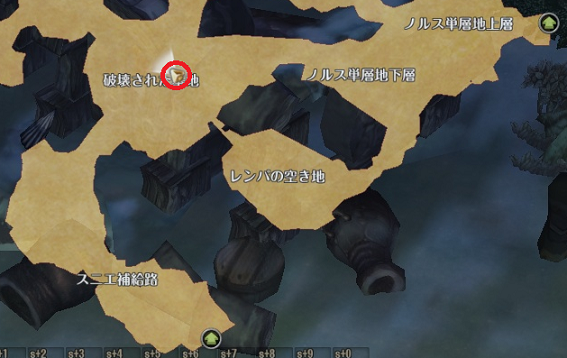 ノルス単層地上層
ノルス単層地下層
破壊された 地
レンバの空き地
スニエ補給路
s+1 s+2 s+3 s+4 s+5 s+6 s+7 s+8 s+9 s+0